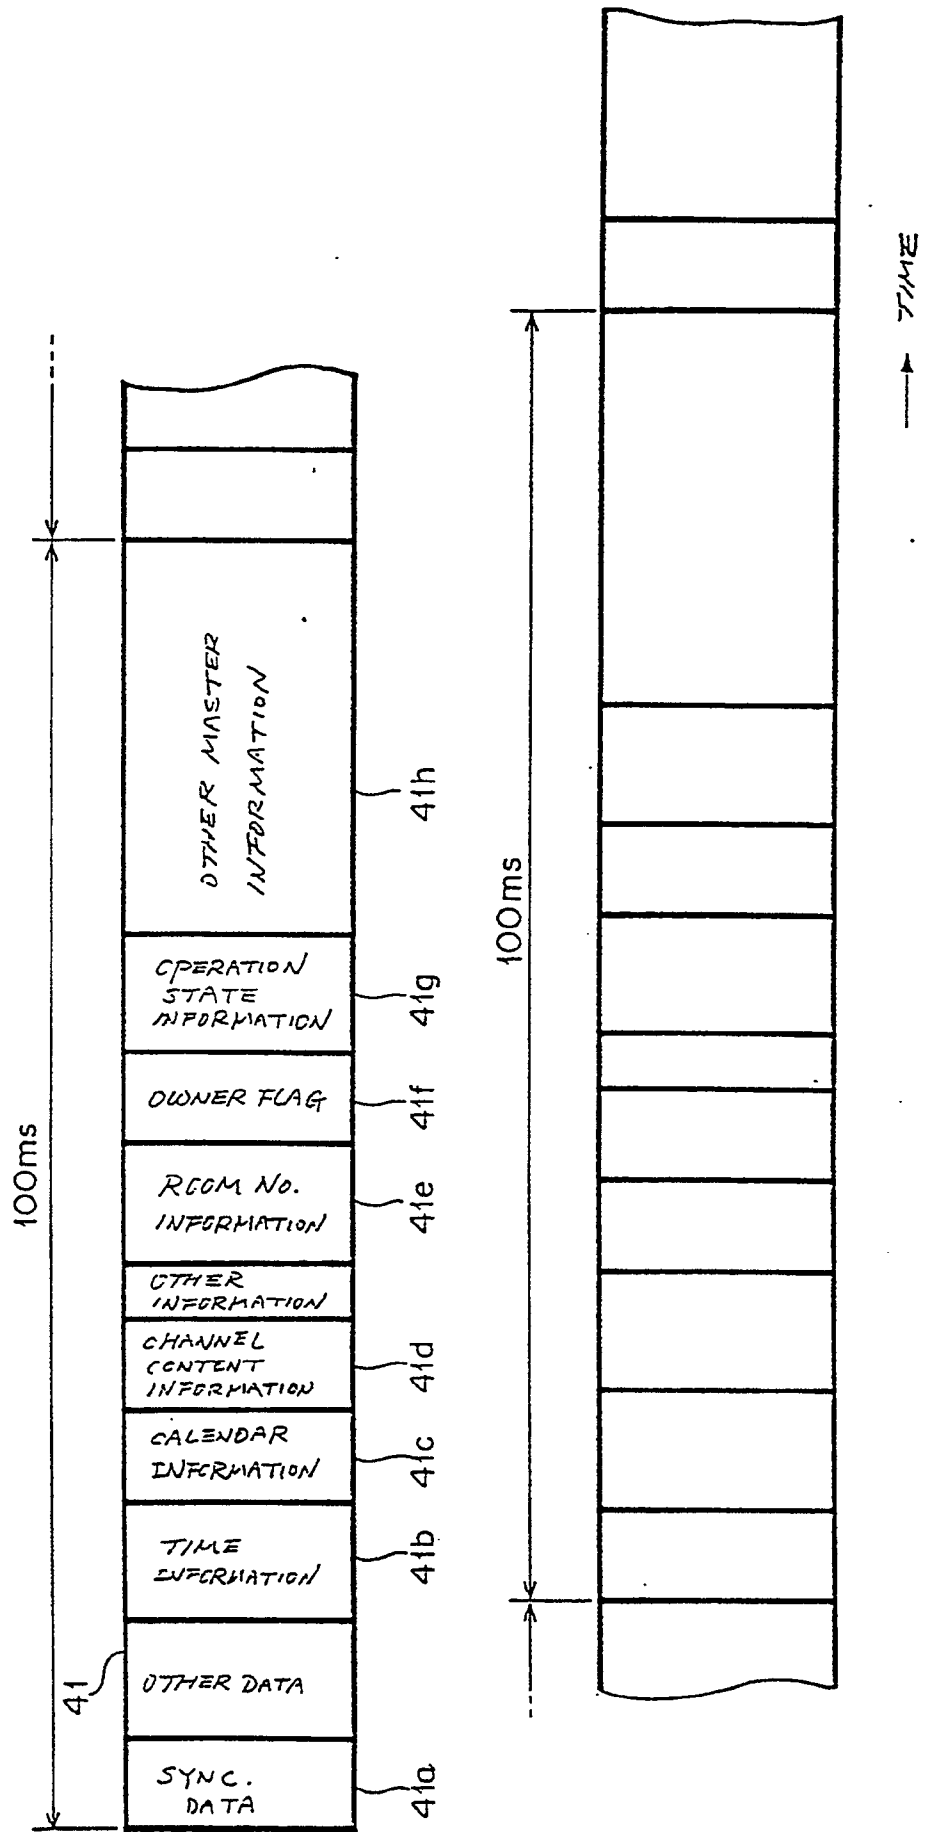 100ms
41
SYNC.
DATA
OTHER DATA
TIME
INFORMATION
CALENDAR
INFORMATION
CHANNEL
CONTENT
INFORMATION
OTHER
INFORMATION
ROOM NO.
INFORMATION
OWNER FLAG
OPERATION
STATE
INFORMATION
OTHER MASTER
INFORMATION
41a
41b
41c
41d
41e
41f
41g
41h
100ms
TIME